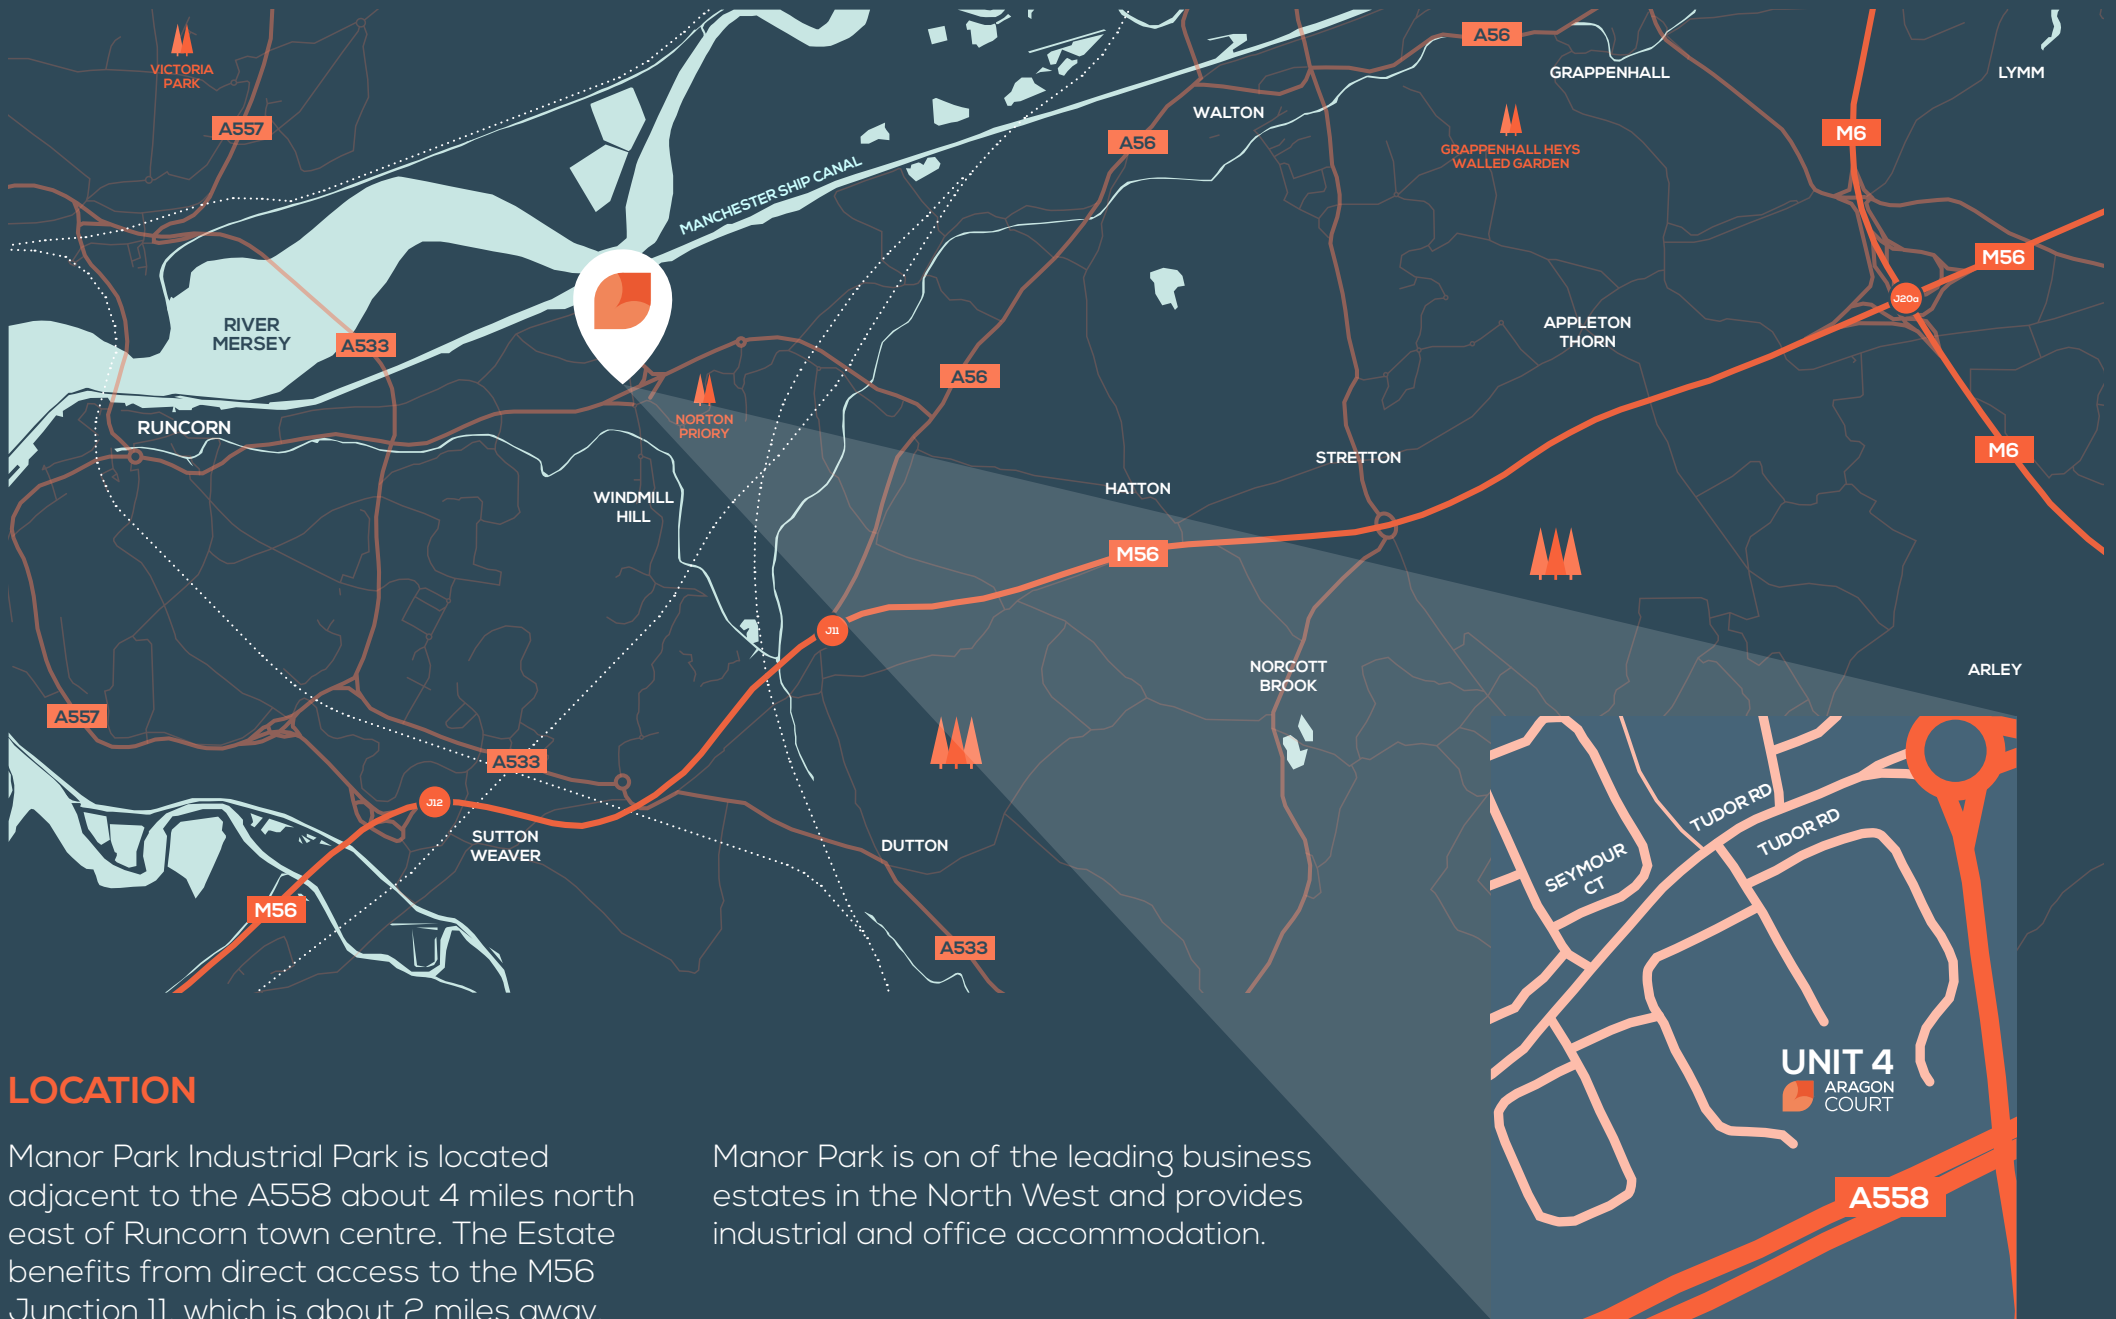 VICTORIA
PARK
A557
A56
GRAPPENHALL
LYMM
WALTON
A56
M6
GRAPPENHALL HEYS
WALLED GARDEN
MANCHESTER SHIP CANAL
M56
J20a
RIVER
MERSEY
A533
APPLETON
THORN
A56
RUNCORN
NORTON
PRIORY
STRETTON
M6
HATTON
WINDMILL
HILL
M56
J11
NORCOTT
BROOK
ARLEY
A557
A533
J12
SUTTON
WEAVER
DUTTON
M56
A533
TUDOR RD
TUDOR RD
SEYMOUR
CT
UNIT 4
ARAGON
COURT
A558
LOCATION
Manor Park Industrial Park is located
adjacent to the A558 about 4 miles north
east of Runcorn town centre. The Estate
benefits from direct access to the M56
Junction 11, which is about 2 miles away
Manor Park is on of the leading business
estates in the North West and provides
industrial and office accommodation.